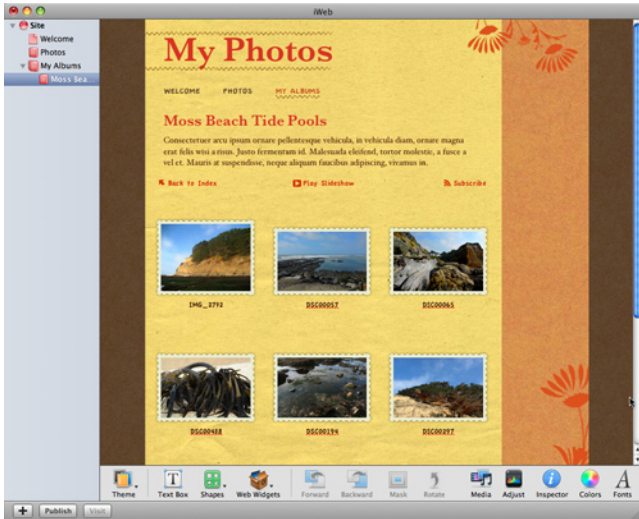 iWeb
Site
Welcome
Photos
My Albums
Moss Bea...
My Photos
WELCOME PHOTOS MY ALBUMS
Moss Beach Tide Pools
Consectetuer arcu ipsum ornare pellentesque vehicula, in vehicula diam, ornare magna
erat felis wisi a risus. Justo fermentum id. Malesuada eleifend, tortor molestie, a fusce a
vel et. Mauris at suspendisse, neque aliquam faucibus adipiscing, vivamus in.
Back to Index Play Slideshow Subscribe
IMG_2792 DSC00057 DSC00065
DSC00194 DSC00297
Theme Text Box Shapes Web Widgets Forward Backward Mask Rotate Media Adjust Inspector Colors Fonts
Publish Visit